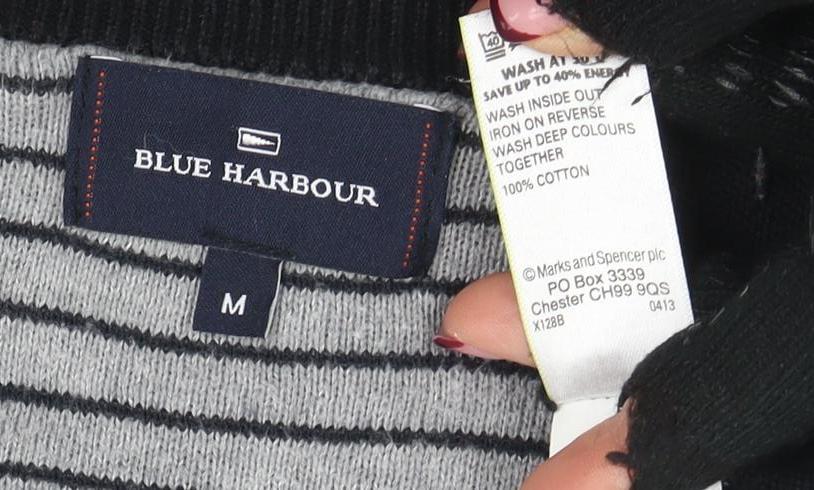 BLUE HARBOUR
M
40
WASH AT 30°C
SAVE UP TO 40% ENERGY
WASH INSIDE OUT
IRON ON REVERSE
WASH DEEP COLOURS
TOGETHER
100% COTTON
© Marks and Spencer plc
PO Box 3339
Chester CH99 9QS
X128B 0413